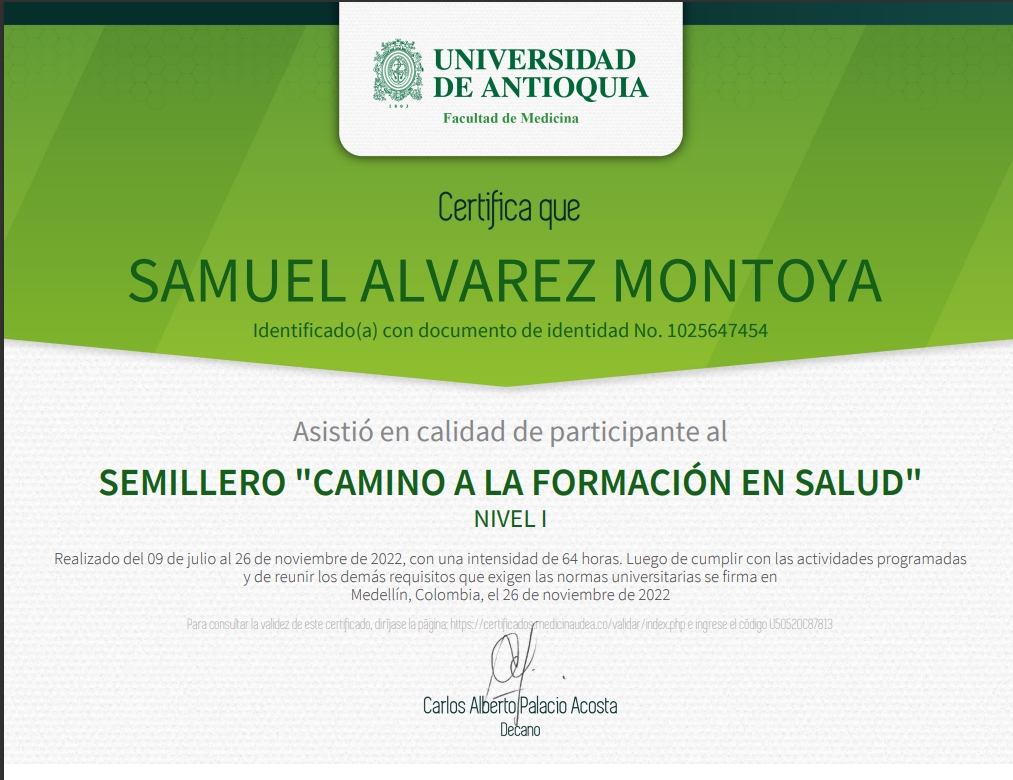 UNIVERSIDAD
DE ANTIOQUIA
1803
Facultad de Medicina
Certifica que
SAMUEL ALVAREZ MONTOYA
Identificado(a) con documento de identidad No. 1025647454
Asistió en calidad de participante al
SEMILLERO "CAMINO A LA FORMACIÓN EN SALUD"
NIVEL I
Realizado del 09 de julio al 26 de noviembre de 2022, con una intensidad de 64 horas. Luego de cumplir con las actividades programadas
y de reunir los demás requisitos que exigen las normas universitarias se firma en
Medellín, Colombia, el 26 de noviembre de 2022
Para consultar la validez de este certificado, diríjase la página: https://certificados.medicinaudea.co/validar/index.php e ingrese el código U50520C87813
Carlos Alberto Palacio Acosta
Decano